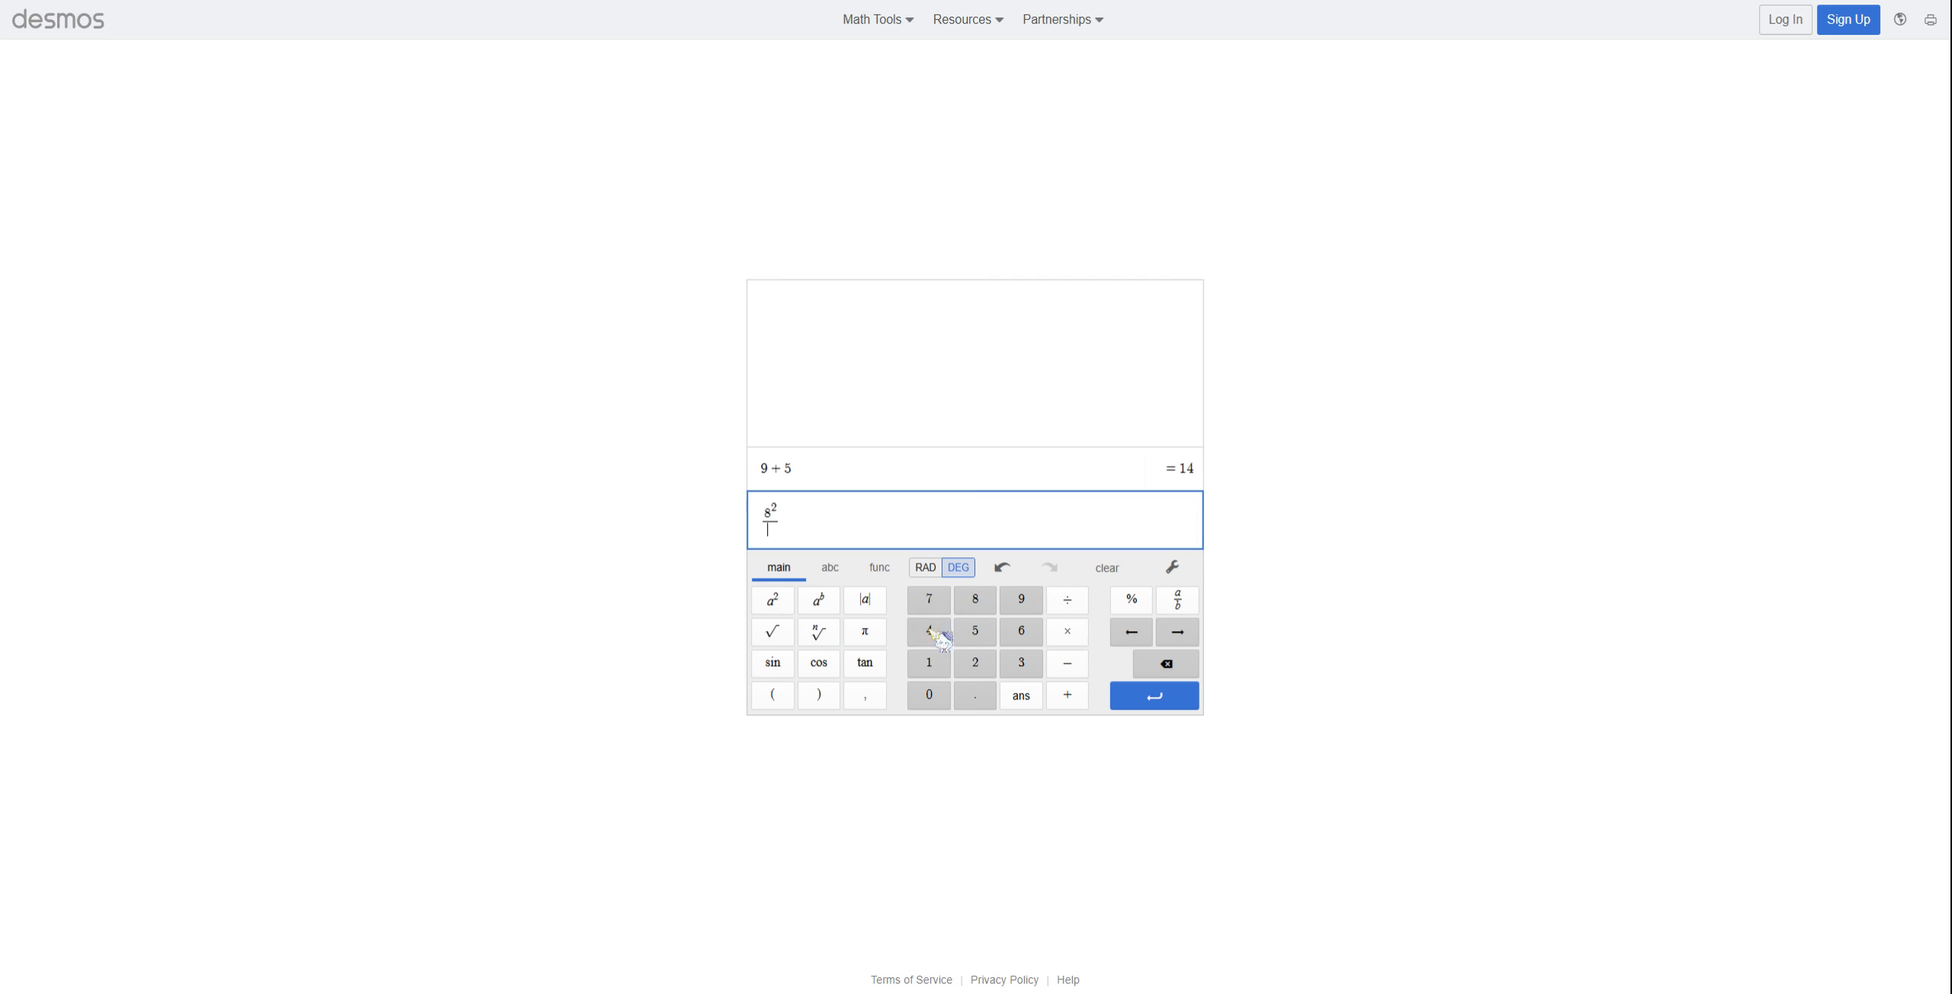 desmos Math Tools Resources Partnerships Log In Sign Up
9 + 5 = 14
8²
main abc func RAD DEG clear
a² aᵇ |a| 7 8 9 ÷ % a/b
√ ⁿ√ π 4 5 6 × ← →
sin cos tan 1 2 3 −
( ) , 0 . ans +
Terms of Service | Privacy Policy | Help